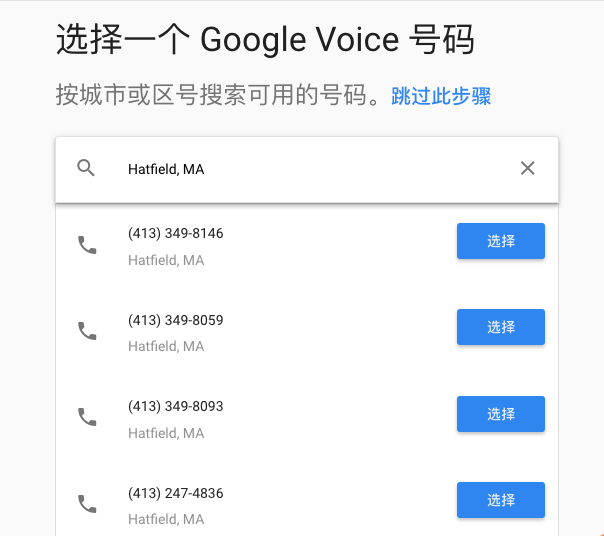 选择一个 Google Voice 号码
按城市或区号搜索可用的号码。跳过此步骤
Hatfield, MA
(413) 349-8146
选择
Hatfield, MA
(413) 349-8059
选择
Hatfield, MA
(413) 349-8093
选择
Hatfield, MA
(413) 247-4836
选择
Hatfield, MA